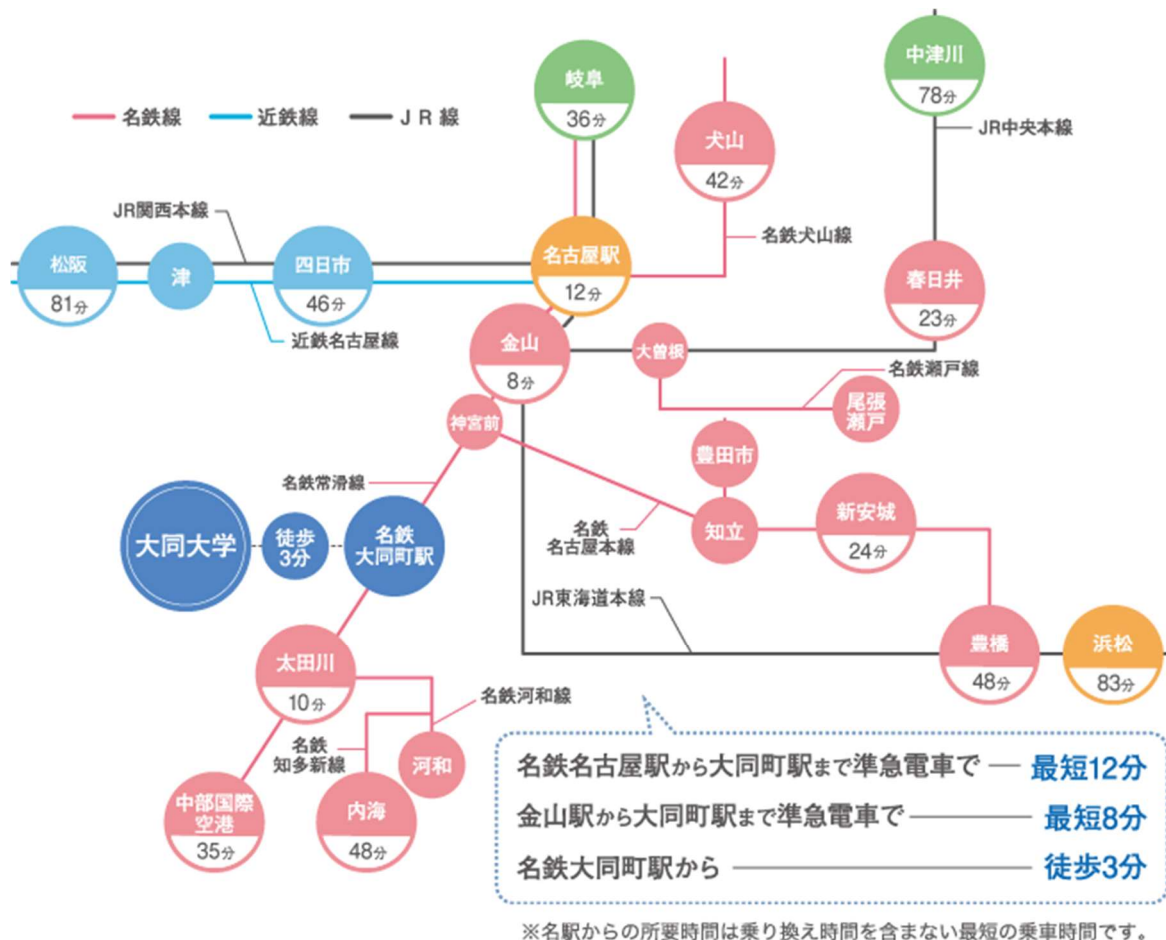 岐阜
36分
中津川
78分
名鉄線
近鉄線
JR線
犬山
42分
JR中央本線
JR関西本線
名鉄犬山線
松阪
81分
津
四日市
46分
名古屋駅
12分
春日井
23分
近鉄名古屋線
金山
8分
大曽根
名鉄瀬戸線
神宮前
尾張
瀬戸
豊田市
名鉄常滑線
大同大学
徒歩
3分
名鉄
大同町駅
名鉄
名古屋本線
知立
新安城
24分
JR東海道本線
太田川
10分
豊橋
48分
浜松
83分
名鉄河和線
名鉄
知多新線
河和
中部国際
空港
35分
内海
48分
名鉄名古屋駅から大同町駅まで準急電車で 最短12分
金山駅から大同町駅まで準急電車で 最短8分
名鉄大同町駅から 徒歩3分
※名駅からの所要時間は乗り換え時間を含まない最短の乗車時間です。